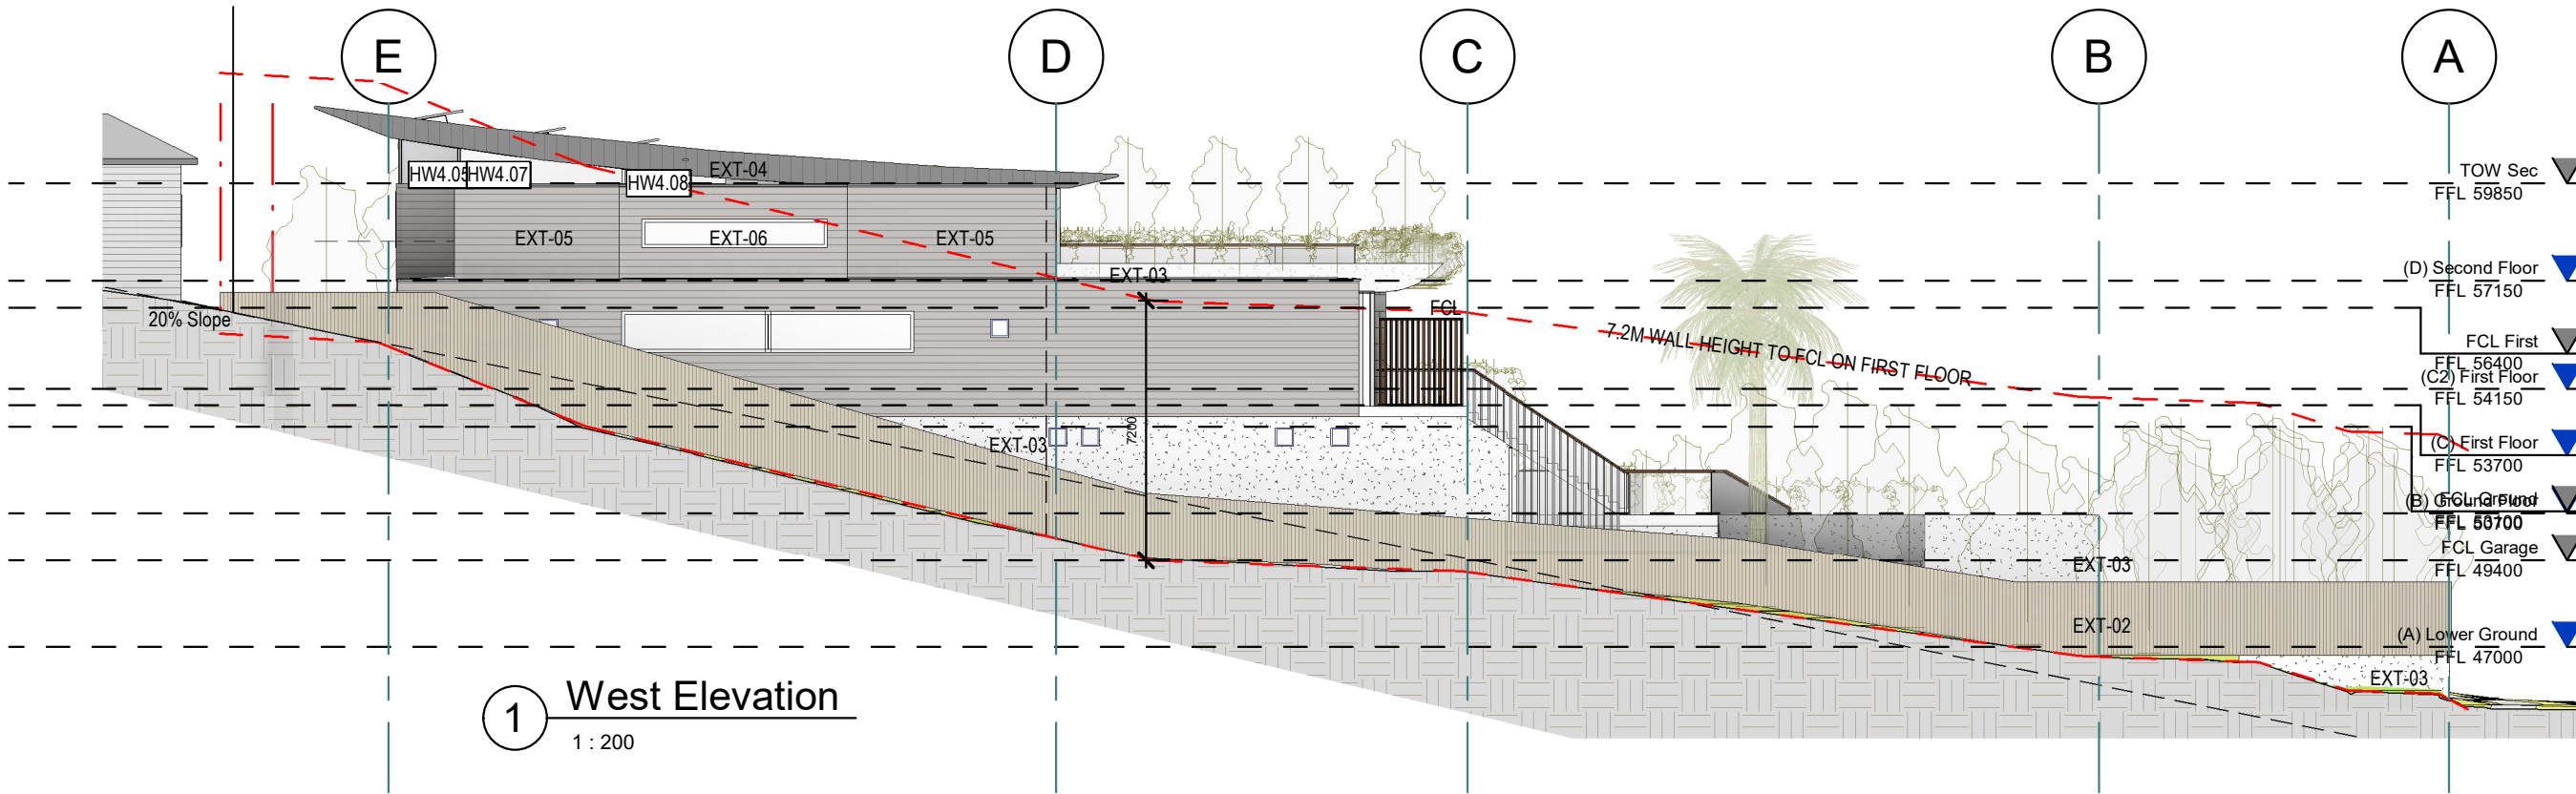 E
D
C
B
A
TOW Sec
FFL 59850
HW4.05
HW4.07
HW4.08
EXT-04
EXT-05
EXT-06
EXT-05
EXT-03
(D) Second Floor
FFL 57150
20% Slope
FCL
7.2M WALL HEIGHT TO FCL ON FIRST FLOOR
FCL First
FFL 56400
(C2) First Floor
FFL 54150
7200
EXT-03
(C) First Floor
FFL 53700
FCL Ground
(B) Ground Floor
FFL 50700
EXT-03
FCL Garage
FFL 49400
EXT-02
(A) Lower Ground
FFL 47000
EXT-03
1
West Elevation
1 : 200